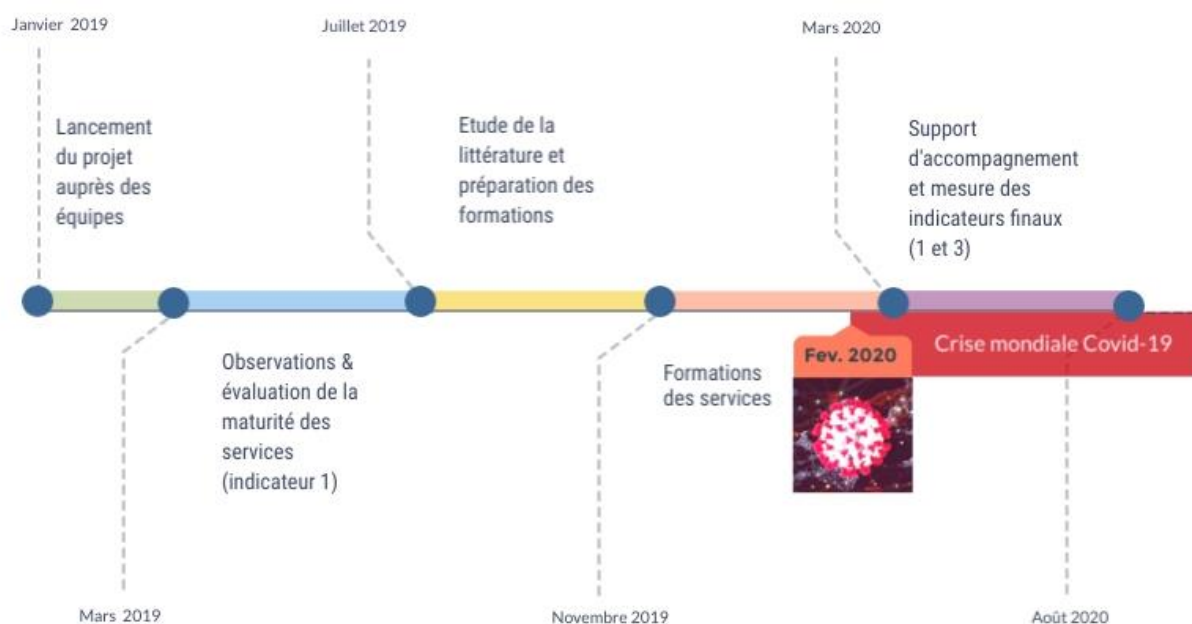 Janvier 2019
Juillet 2019
Mars 2020
Lancement
du projet
auprès des
équipes
Etude de la
littérature et
préparation des
formations
Support
d'accompagnement
et mesure des
indicateurs finaux
(1 et 3)
Observations &
évaluation de la
maturité des
services
(indicateur 1)
Formations
des services
Fev. 2020
Crise mondiale Covid-19
Mars 2019
Novembre 2019
Août 2020